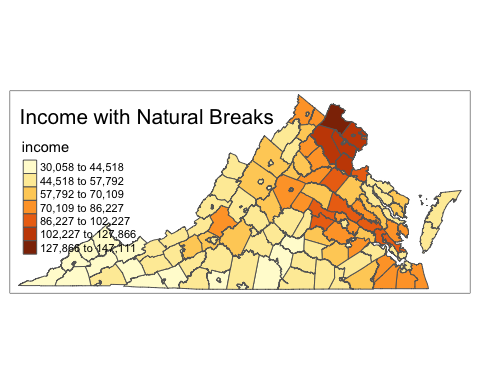 Income with Natural Breaks
income
30,058 to 44,518
44,518 to 57,792
57,792 to 70,109
70,109 to 86,227
86,227 to 102,227
102,227 to 127,866
127,866 to 147,111